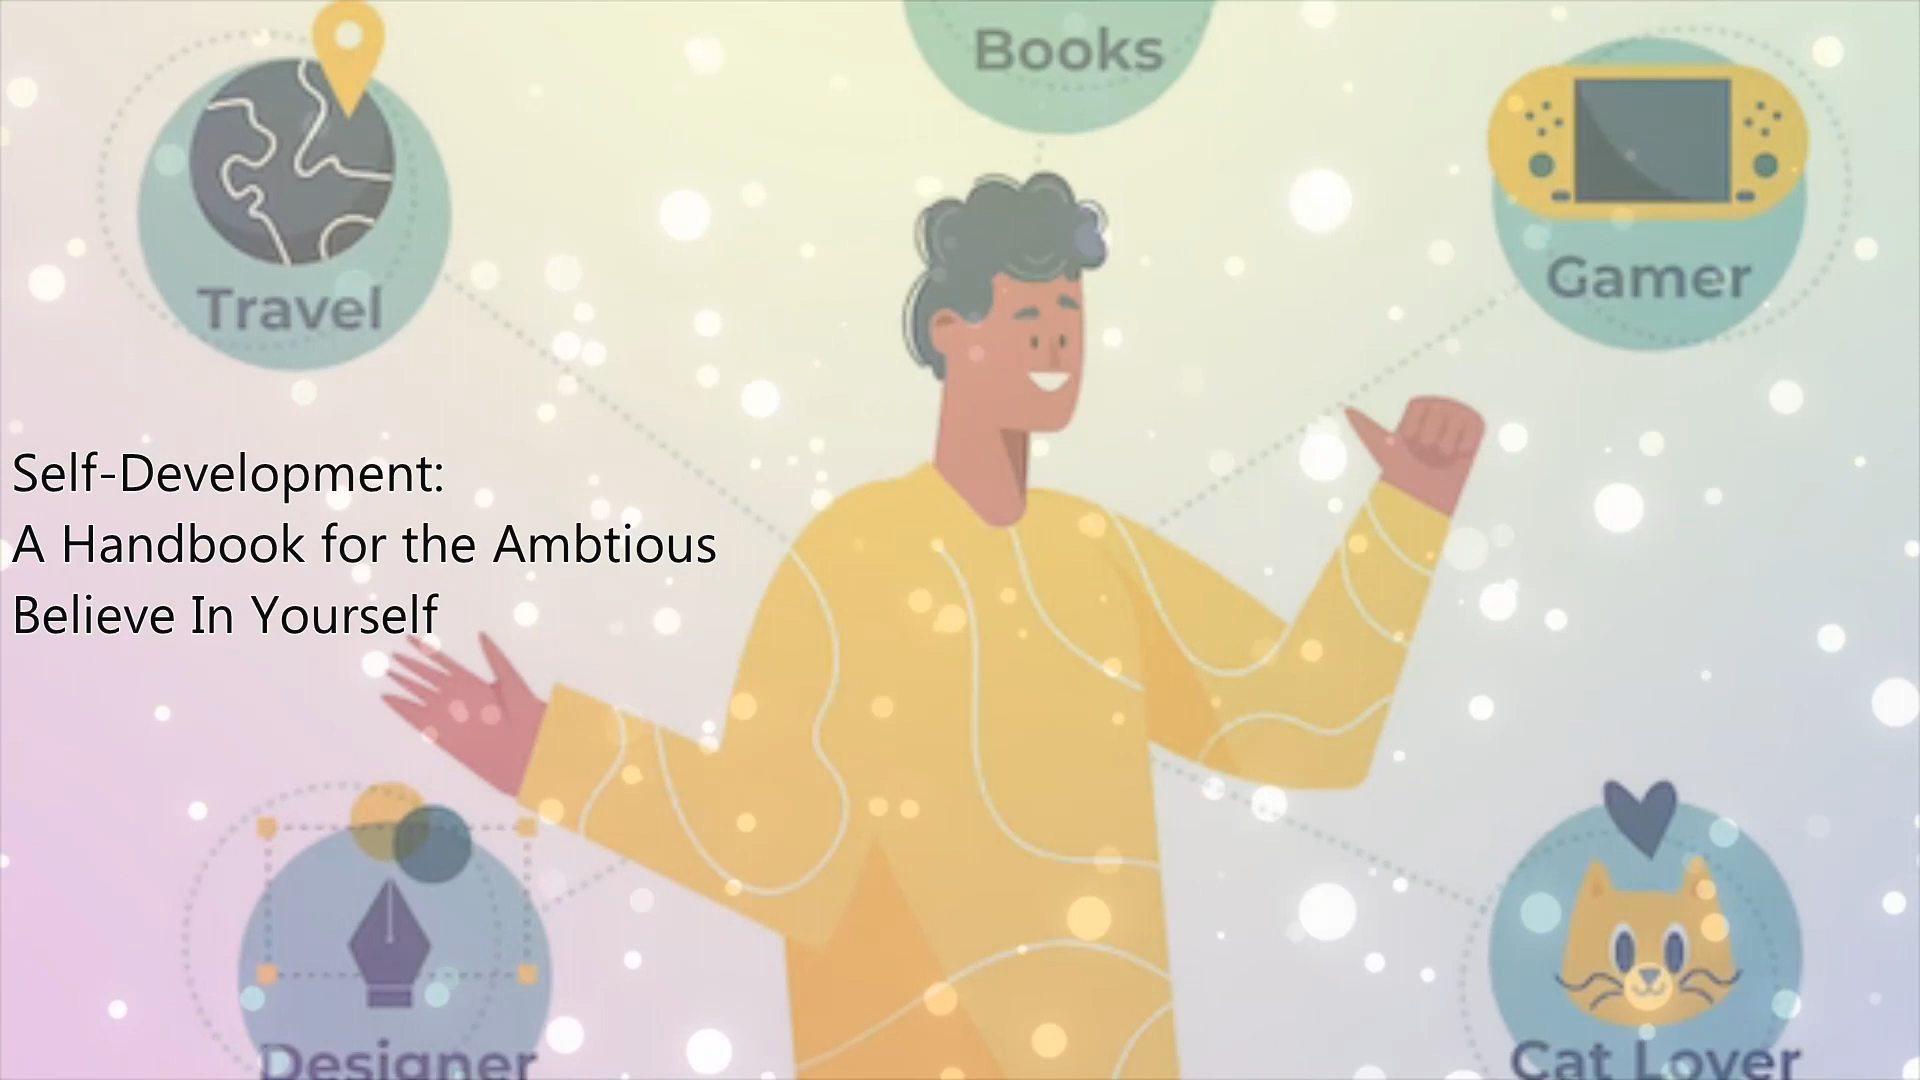 Books
Travel
Gamer
Self-Development:
A Handbook for the Ambtious
Believe In Yourself
Designer
Cat Lover